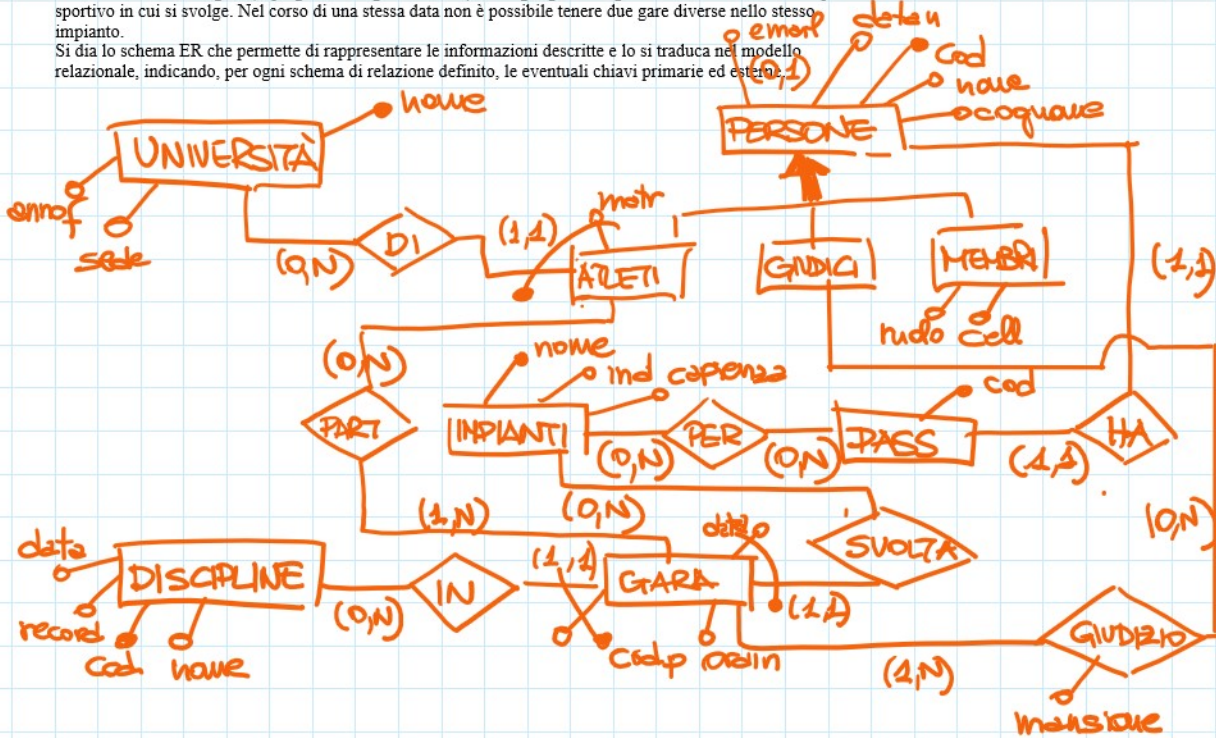 sportivo in cui si svolge. Nel corso di una stessa data non è possibile tenere due gare diverse nello stesso
impianto.
Si dia lo schema ER che permette di rappresentare le informazioni descritte e lo si traduca nel modello
relazionale, indicando, per ogni schema di relazione definito, le eventuali chiavi primarie ed esterne.
email
datan
(0,1)
cod
nome
cognome
PERSONE
nome
UNIVERSITÀ
annof
sede
(0,N)
DI
(1,1)
matr
ATLETI
GIUDICI
MEMBRI
(1,1)
ruolo cell
(0,N)
nome
ind capienza
cod
PART
IMPIANTI
(0,N)
PER
(0,N)
PASS
(1,1)
HA
(1,N)
(0,N)
(0,N)
data
SVOLTA
data
DISCIPLINE
(0,N)
IN
(1,1)
GARA
(1,1)
record
cod nome
codp ordin
GIUDIZIO
(1,N)
mansione